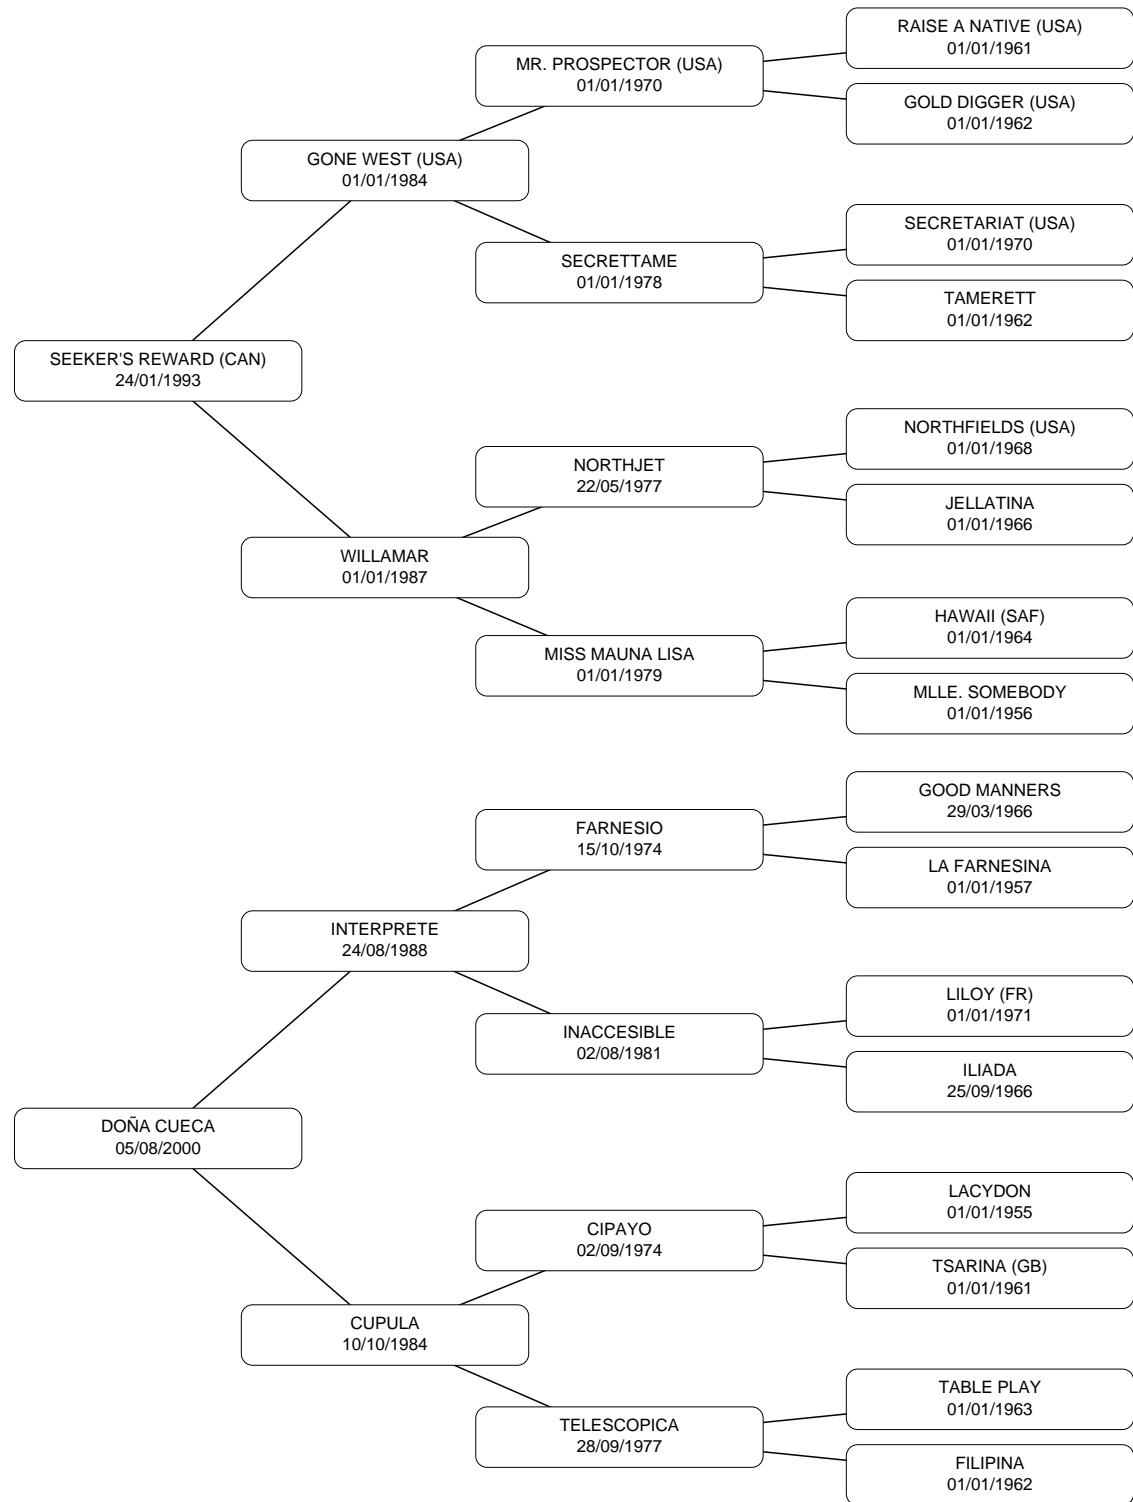 RAISE A NATIVE (USA)
01/01/1961
MR. PROSPECTOR (USA)
01/01/1970
GOLD DIGGER (USA)
01/01/1962
GONE WEST (USA)
01/01/1984
SECRETARIAT (USA)
01/01/1970
SECRETTAME
01/01/1978
TAMERETT
01/01/1962
SEEKER'S REWARD (CAN)
24/01/1993
NORTHFIELDS (USA)
01/01/1968
NORTHJET
22/05/1977
JELLATINA
01/01/1966
WILLAMAR
01/01/1987
HAWAII (SAF)
01/01/1964
MISS MAUNA LISA
01/01/1979
MLLE. SOMEBODY
01/01/1956
GOOD MANNERS
29/03/1966
FARNESIO
15/10/1974
LA FARNESINA
01/01/1957
INTERPRETE
24/08/1988
LILOY (FR)
01/01/1971
INACCESIBLE
02/08/1981
ILIADA
25/09/1966
DOÑA CUECA
05/08/2000
LACYDON
01/01/1955
CIPAYO
02/09/1974
TSARINA (GB)
01/01/1961
CUPULA
10/10/1984
TABLE PLAY
01/01/1963
TELESCOPICA
28/09/1977
FILIPINA
01/01/1962